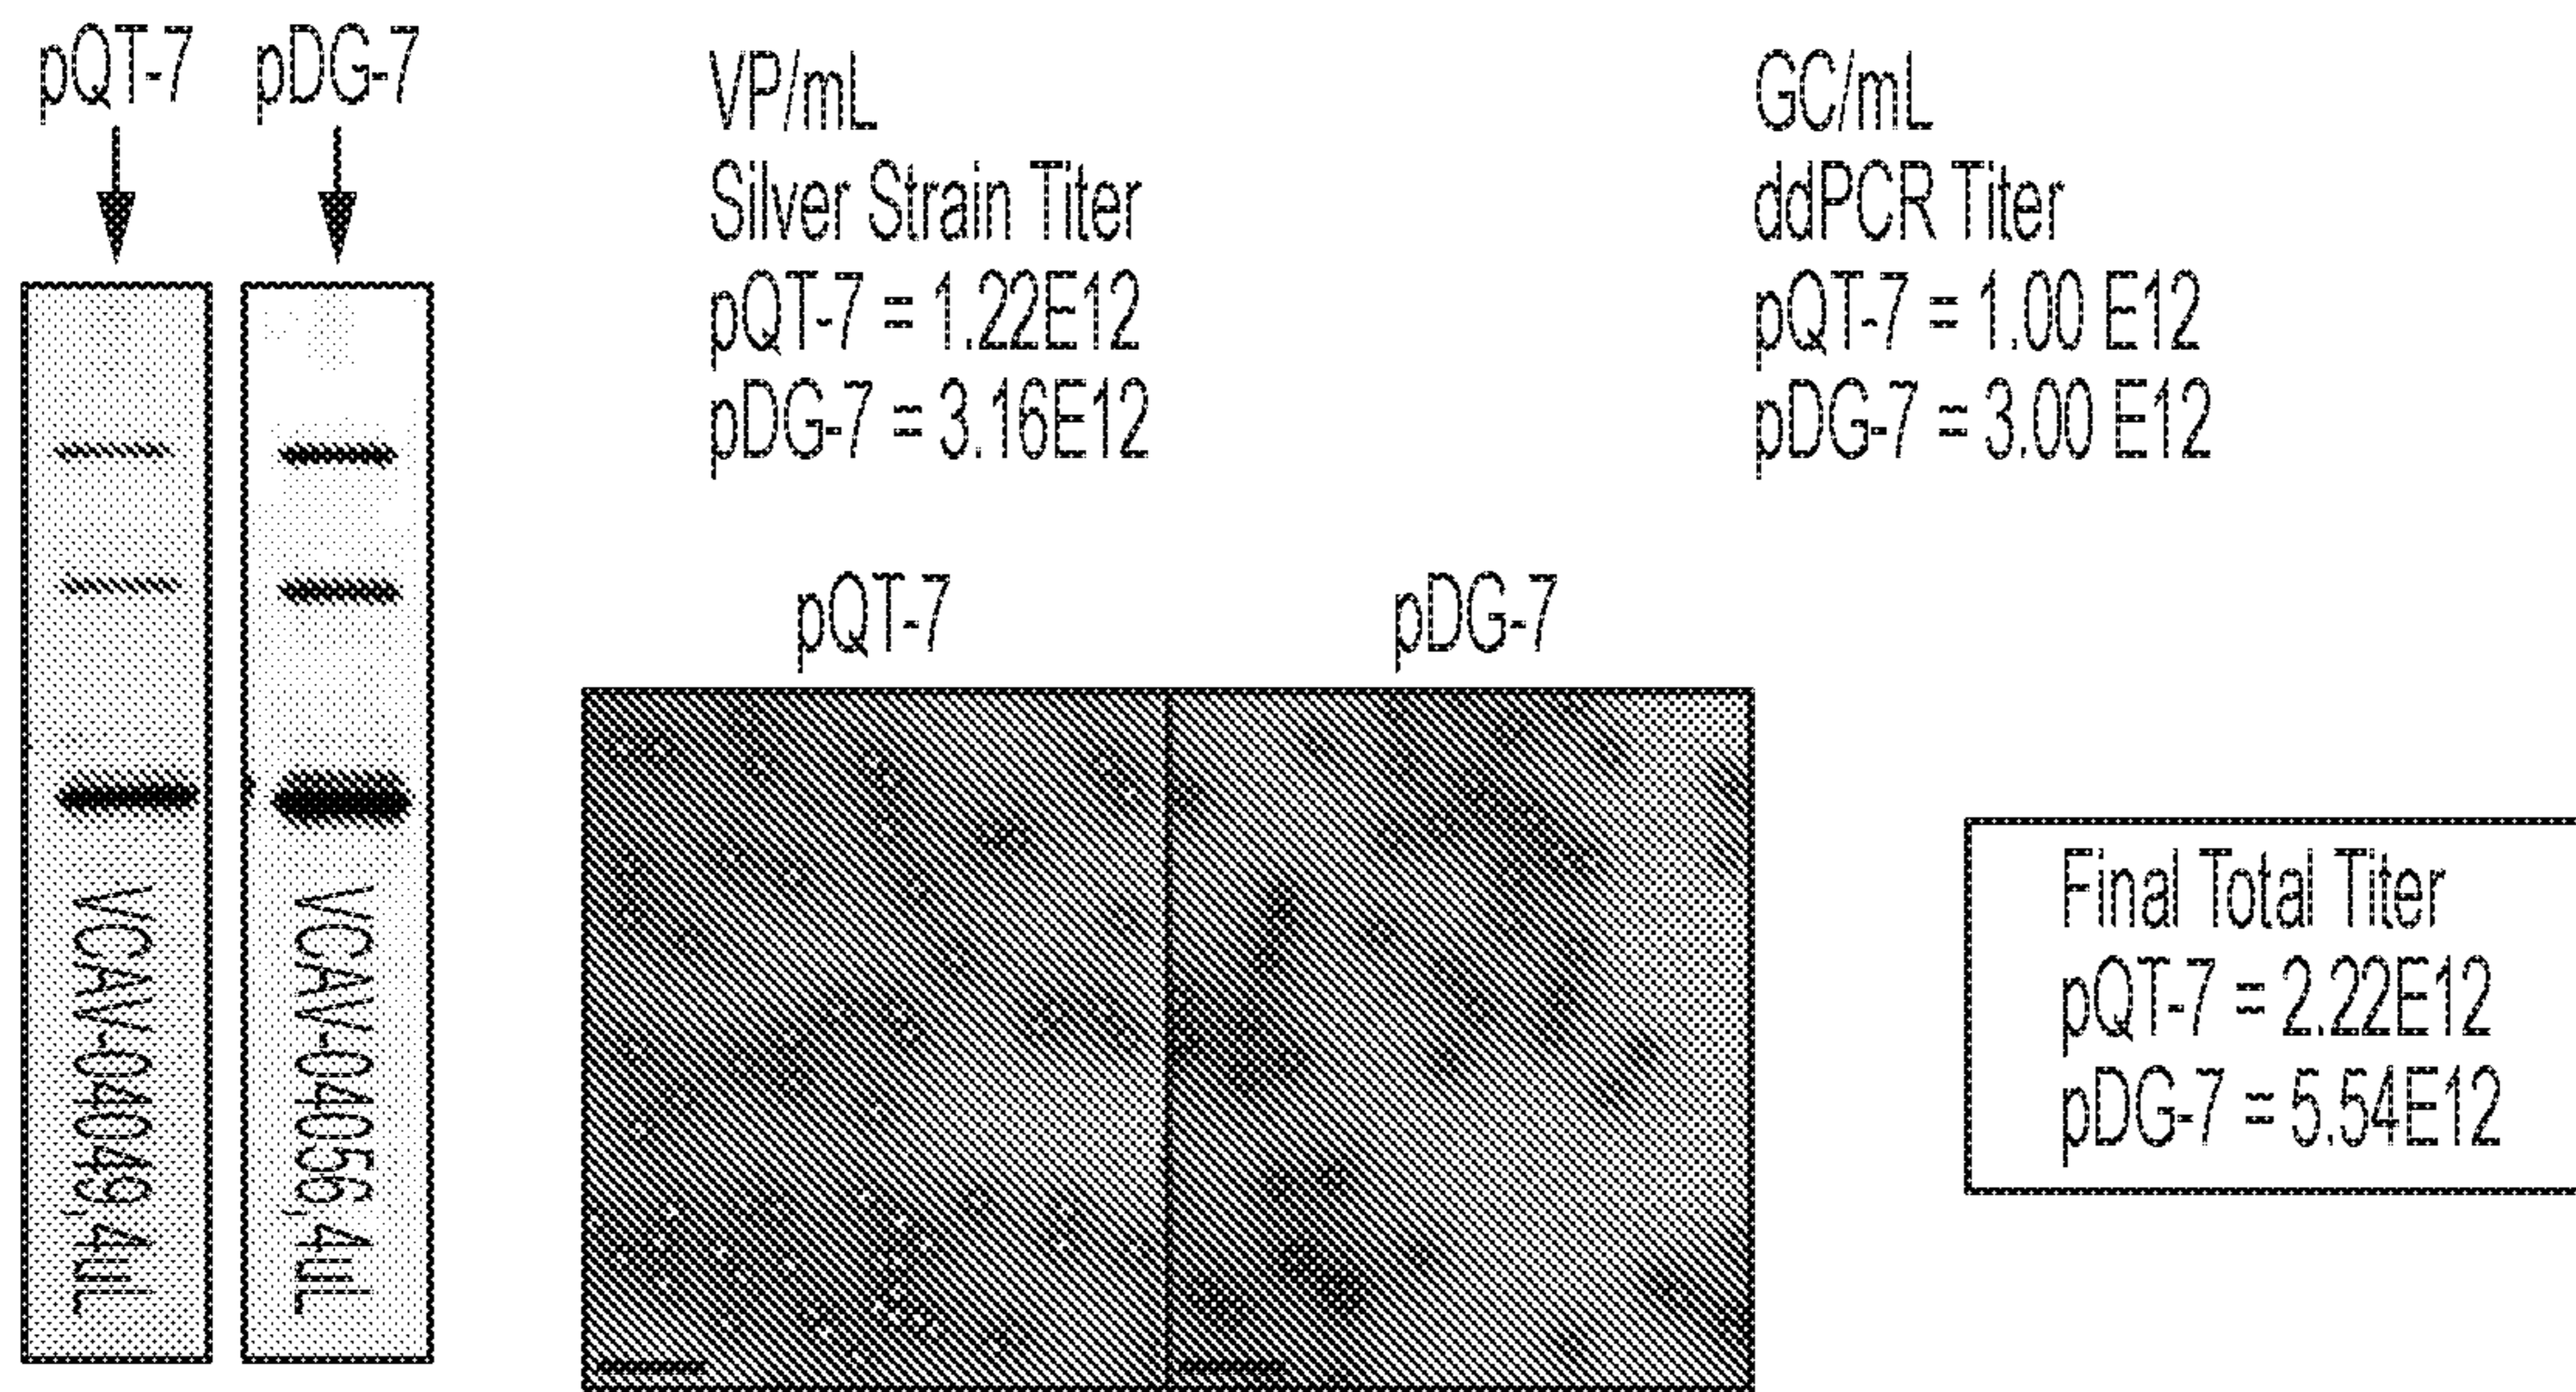 pQT-7 pDG-7
VCAV-04049,4uL
VCAV-04056,4uL
VP/mL
Silver Strain Titer
pQT-7 = 1.22E12
pDG-7 = 3.16E12
GC/mL
ddPCR Titer
pQT-7 = 1.00 E12
pDG-7 = 3.00 E12
pQT-7 pDG-7
Final Total Titer
pQT-7 = 2.22E12
pDG-7 = 5.54E12